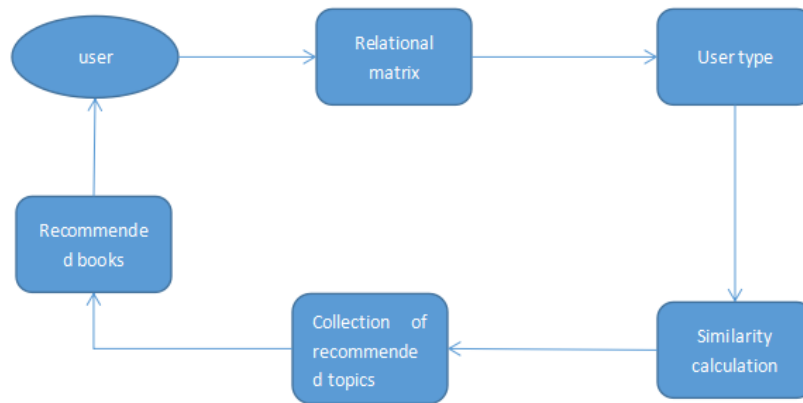 user
Relational
matrix
User type
Recommende
d books
Collection of
recommende
d topics
Similarity
calculation